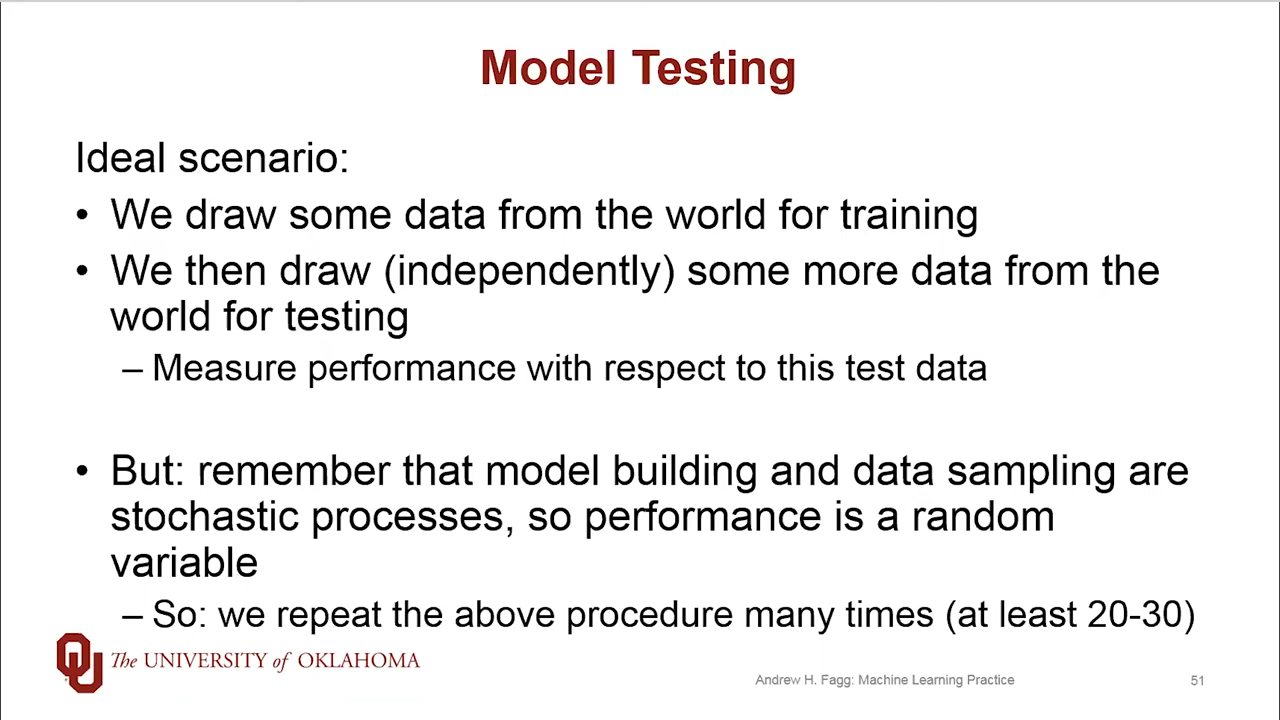 Model Testing
Ideal scenario:
• We draw some data from the world for training
• We then draw (independently) some more data from the
world for testing
– Measure performance with respect to this test data
• But: remember that model building and data sampling are
stochastic processes, so performance is a random
variable
– So: we repeat the above procedure many times (at least 20-30)
The UNIVERSITY of OKLAHOMA
Andrew H. Fagg: Machine Learning Practice
51